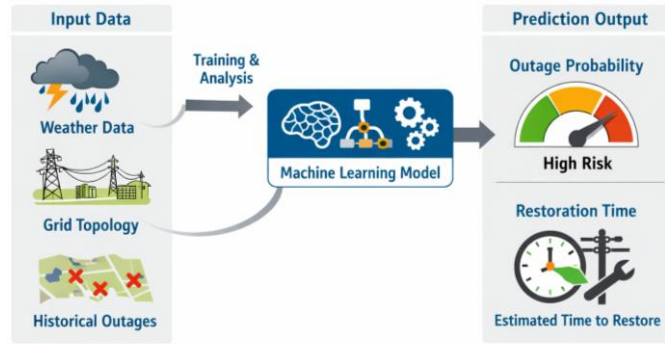 Input Data
Weather Data
Grid Topology
Historical Outages
Training &
Analysis
Machine Learning Model
Prediction Output
Outage Probability
High Risk
Restoration Time
Estimated Time to Restore